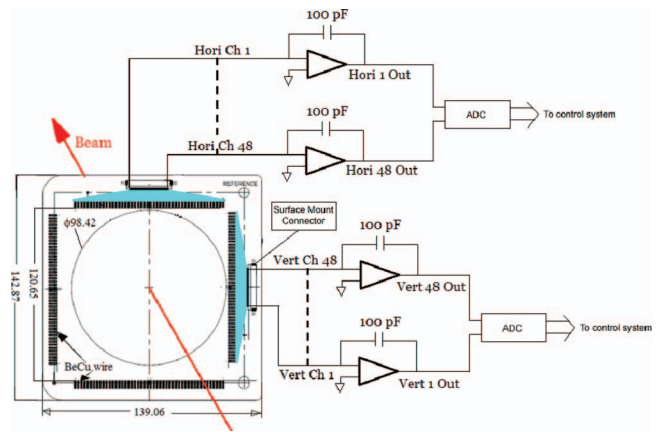 100 pF
Hori Ch 1
Hori 1 Out
ADC
To control system
100 pF
Hori Ch 48
Hori 48 Out
Beam
REFERENCE
Surface Mount
Connector
ϕ98.42
142.87
120.65
100 pF
Vert Ch 48
Vert 48 Out
ADC
To control system
100 pF
BeCu wire
Vert Ch 1
Vert 1 Out
139.06